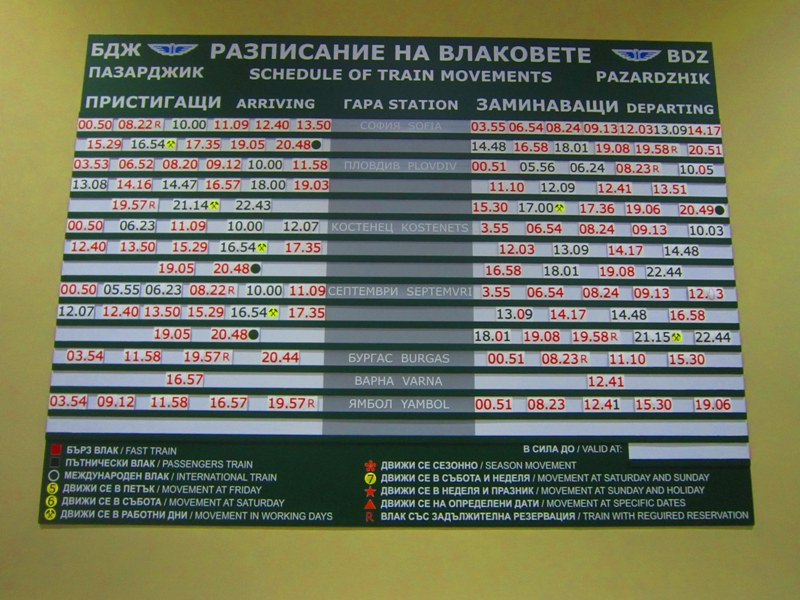 БДЖ РАЗПИСАНИЕ НА ВЛАКОВЕТЕ BDZ
ПАЗАРДЖИК SCHEDULE OF TRAIN MOVEMENTS PAZARDZHIK
ПРИСТИГАЩИ ARRIVING ГАРА STATION ЗАМИНАВАЩИ DEPARTING
00.50 08.22R 10.00 11.09 12.40 13.50 СОФИЯ SOFIA 03.55 06.54 08.24 09.13 12.03 13.09 14.17
15.29 16.54 17.35 19.05 20.48 14.48 16.58 18.01 19.08 19.58R 20.51
03.53 06.52 08.20 09.12 10.00 11.58 ПЛОВДИВ PLOVDIV 00.51 05.56 06.24 08.23R 10.05
13.08 14.16 14.47 16.57 18.00 19.03 11.10 12.09 12.41 13.51
19.57R 21.14 22.43 15.30 17.00 17.36 19.06 20.49
00.50 06.23 11.09 10.00 12.07 КОСТЕНЕЦ KOSTENETS 3.55 06.54 08.24 09.13 10.03
12.40 13.50 15.29 16.54 17.35 12.03 13.09 14.17 14.48
19.05 20.48 16.58 18.01 19.08 22.44
00.50 05.55 06.23 08.22R 10.00 11.09 СЕПТЕМВРИ SEPTEMVRI 3.55 06.54 08.24 09.13
12.07 12.40 13.50 15.29 16.54 17.35 13.09 14.17 14.48 16.58
19.05 20.48 18.01 19.08 19.58R 21.15 22.44
03.54 11.58 19.57R 20.44 БУРГАС BURGAS 00.51 08.23R 11.10 15.30
16.57 ВАРНА VARNA 12.41
03.54 09.12 11.58 16.57 19.57R ЯМБОЛ YAMBOL 00.51 08.23 12.41 15.30 19.06
БЪРЗ ВЛАК / FAST TRAIN
ПЪТНИЧЕСКИ ВЛАК / PASSENGERS TRAIN
МЕЖДУНАРОДЕН ВЛАК / INTERNATIONAL TRAIN
5 ДВИЖИ СЕ В ПЕТЪК / MOVEMENT AT FRIDAY
6 ДВИЖИ СЕ В СЪБОТА / MOVEMENT AT SATURDAY
ДВИЖИ СЕ В РАБОТНИ ДНИ / MOVEMENT IN WORKING DAYS
В СИЛА ДО / VALID AT:
ДВИЖИ СЕ СЕЗОННО / SEASON MOVEMENT
7 ДВИЖИ СЕ В СЪБОТА И НЕДЕЛЯ / MOVEMENT AT SATURDAY AND SUNDAY
ДВИЖИ СЕ В НЕДЕЛЯ И ПРАЗНИК / MOVEMENT AT SUNDAY AND HOLIDAY
ДВИЖИ СЕ НА ОПРЕДЕЛЕНИ ДАТИ / MOVEMENT AT SPECIFIC DATES
R ВЛАК СЪС ЗАДЪЛЖИТЕЛНА РЕЗЕРВАЦИЯ / TRAIN WITH REGUIRED RESERVATION